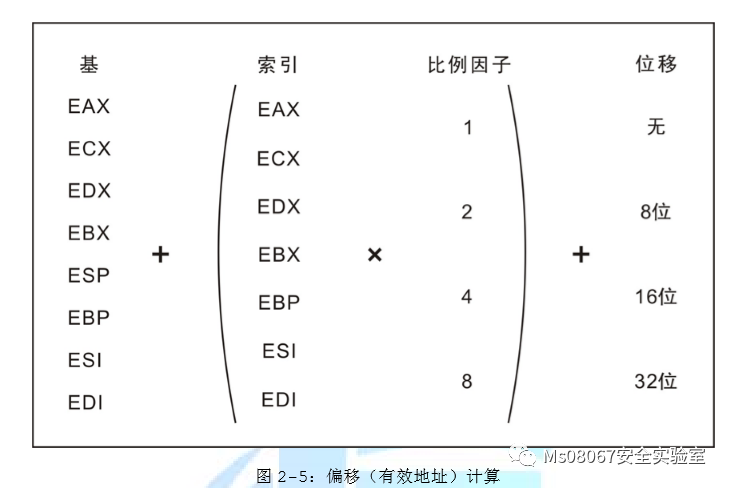 基 索引 比例因子 位移
EAX EAX 1 无
ECX ECX
EDX EDX 2 8位
EBX + EBX × +
ESP EBP 4 16位
EBP
ESI ESI 8 32位
EDI EDI
Ms08067安全实验室
图 2-5：偏移（有效地址）计算